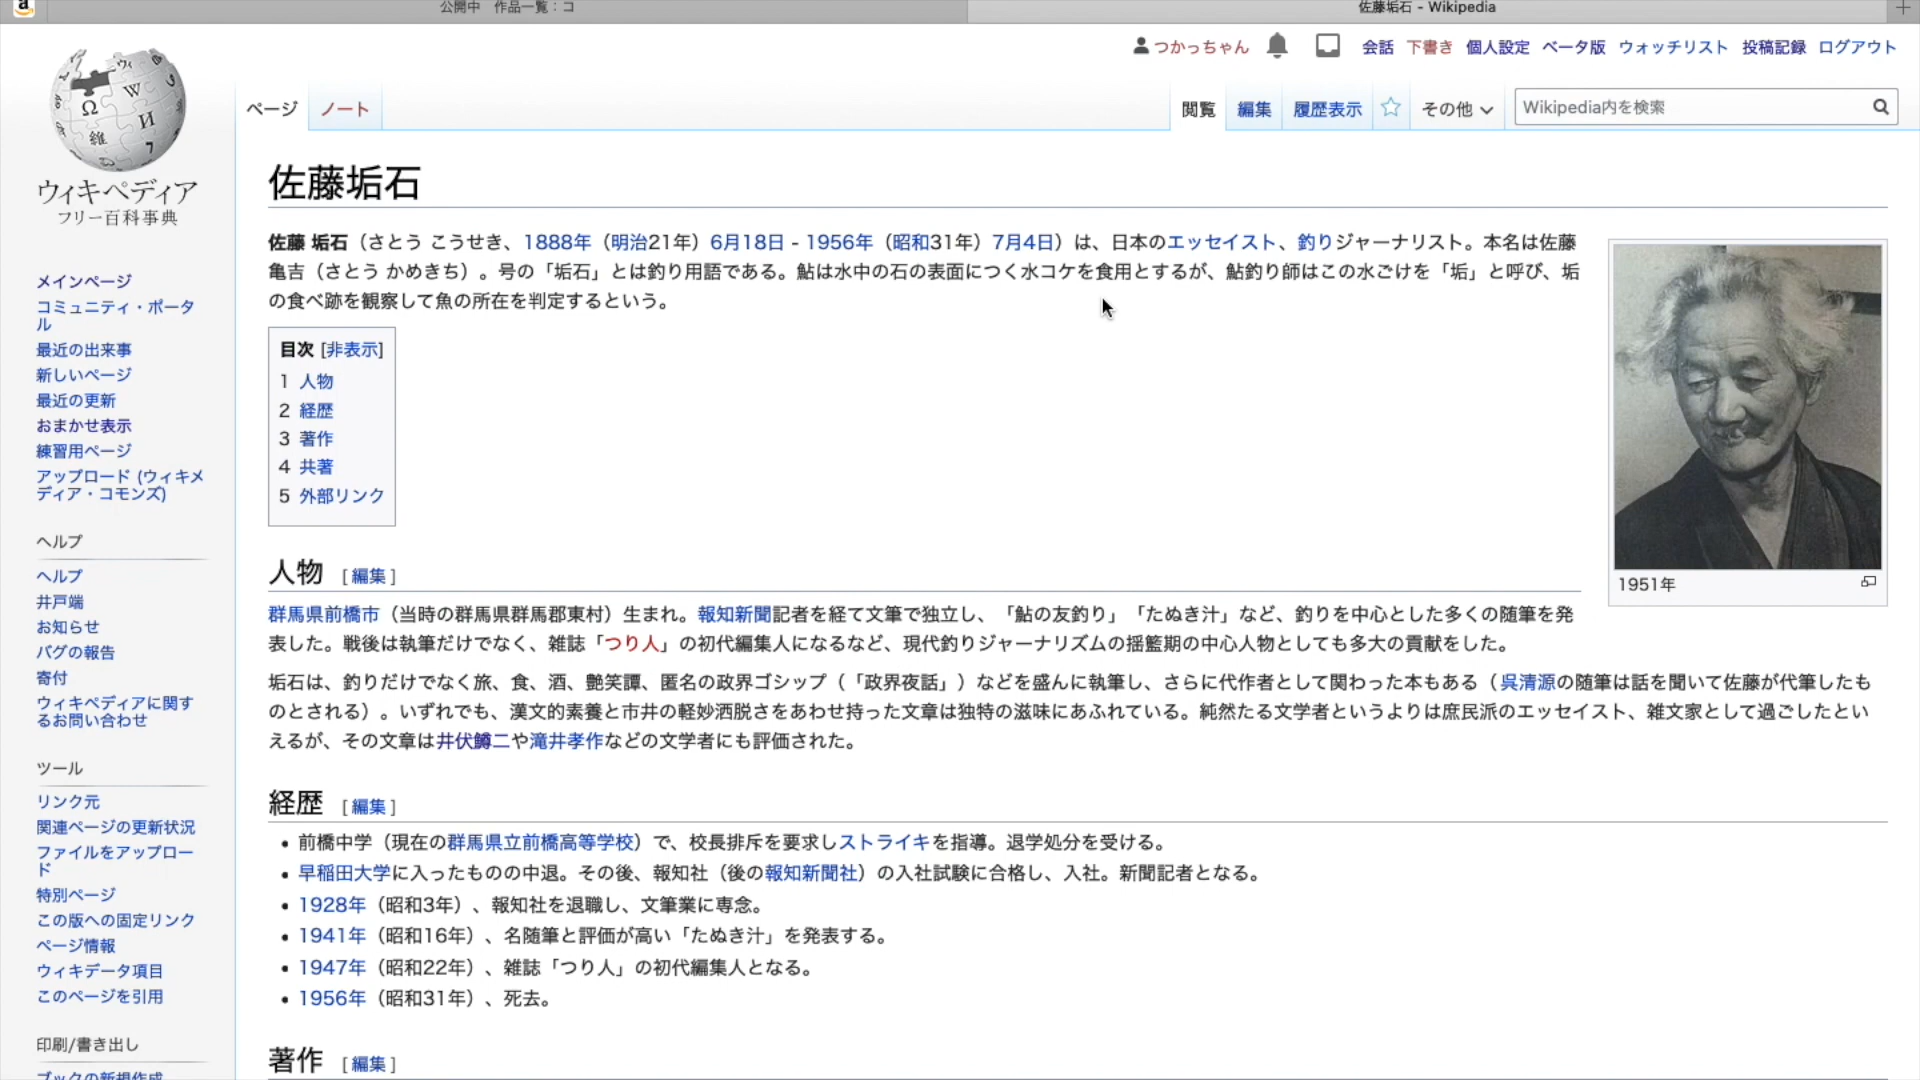 公開中　作品一覧：コ
佐藤垢石 - Wikipedia
つかっちゃん 会話 下書き 個人設定 ベータ版 ウォッチリスト 投稿記録 ログアウト
ページ ノート 閲覧 編集 履歴表示 その他 Wikipedia内を検索
ウィキペディア
フリー百科事典
メインページ
コミュニティ・ポータ
ル
最近の出来事
新しいページ
最近の更新
おまかせ表示
練習用ページ
アップロード (ウィキメ
ディア・コモンズ)
ヘルプ
ヘルプ
井戸端
お知らせ
バグの報告
寄付
ウィキペディアに関す
るお問い合わせ
ツール
リンク元
関連ページの更新状況
ファイルをアップロー
ド
特別ページ
この版への固定リンク
ページ情報
ウィキデータ項目
このページを引用
印刷/書き出し
ブックの新規作成
佐藤垢石
佐藤 垢石（さとう こうせき、1888年（明治21年）6月18日 - 1956年（昭和31年）7月4日）は、日本のエッセイスト、釣りジャーナリスト。本名は佐藤
亀吉（さとう かめきち）。号の「垢石」とは釣り用語である。鮎は水中の石の表面につく水コケを食用とするが、鮎釣り師はこの水ごけを「垢」と呼び、垢
の食べ跡を観察して魚の所在を判定するという。
目次 [非表示]
1 人物
2 経歴
3 著作
4 共著
5 外部リンク
1951年
人物 [ 編集 ]
群馬県前橋市（当時の群馬県群馬郡東村）生まれ。報知新聞記者を経て文筆で独立し、「鮎の友釣り」「たぬき汁」など、釣りを中心とした多くの随筆を発
表した。戦後は執筆だけでなく、雑誌「つり人」の初代編集人になるなど、現代釣りジャーナリズムの揺籃期の中心人物としても多大の貢献をした。
垢石は、釣りだけでなく旅、食、酒、艶笑譚、匿名の政界ゴシップ（「政界夜話」）などを盛んに執筆し、さらに代作者として関わった本もある（呉清源の随筆は話を聞いて佐藤が代筆したも
のとされる）。いずれでも、漢文的素養と市井の軽妙洒脱さをあわせ持った文章は独特の滋味にあふれている。純然たる文学者というよりは庶民派のエッセイスト、雑文家として過ごしたとい
えるが、その文章は井伏鱒二や滝井孝作などの文学者にも評価された。
経歴 [ 編集 ]
• 前橋中学（現在の群馬県立前橋高等学校）で、校長排斥を要求しストライキを指導。退学処分を受ける。
• 早稲田大学に入ったものの中退。その後、報知社（後の報知新聞社）の入社試験に合格し、入社。新聞記者となる。
• 1928年（昭和3年）、報知社を退職し、文筆業に専念。
• 1941年（昭和16年）、名随筆と評価が高い「たぬき汁」を発表する。
• 1947年（昭和22年）、雑誌「つり人」の初代編集人となる。
• 1956年（昭和31年）、死去。
著作 [ 編集 ]